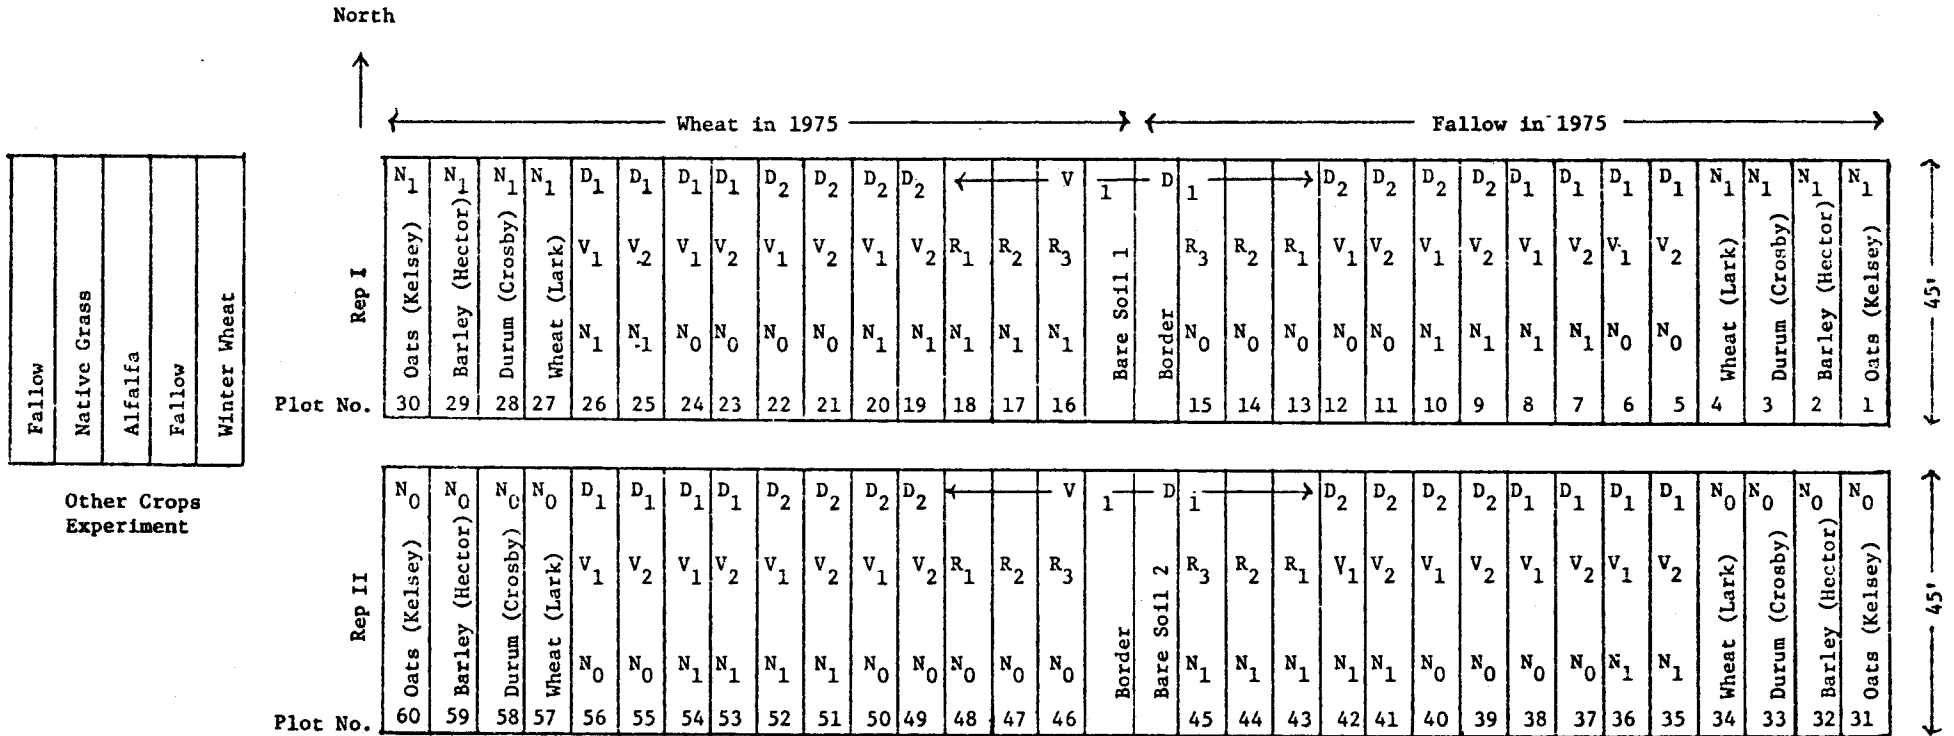 North
Wheat in 1975 Fallow in 1975
Fallow
Native Grass
Alfalfa
Fallow
Winter Wheat
Other Crops
Experiment
Rep I
N1 N1 N1 N1 D1 D1 D1 D1 D2 D2 D2 D2 V1 D1 D2 D2 D2 D2 D1 D1 D1 D1 N1 N1 N1 N1
Oats (Kelsey) Barley (Hector) Durum (Crosby) Wheat (Lark) V1 V2 V1 V2 V1 V2 V1 V2 R1 R2 R3 Bare Soil 1 Border R3 R2 R1 V1 V2 V1 V2 V1 V2 V1 V2 Wheat (Lark) Durum (Crosby) Barley (Hector) Oats (Kelsey)
N1 N1 N0 N0 N0 N0 N1 N1 N1 N1 N1 N0 N0 N0 N0 N0 N1 N1 N1 N1 N0 N0
Plot No. 30 29 28 27 26 25 24 23 22 21 20 19 18 17 16 15 14 13 12 11 10 9 8 7 6 5 4 3 2 1
45'
Rep II
N0 N0 N0 N0 D1 D1 D1 D1 D2 D2 D2 D2 V1 D1 D2 D2 D2 D2 D1 D1 D1 D1 N0 N0 N0 N0
Oats (Kelsey) Barley (Hector) Durum (Crosby) Wheat (Lark) V1 V2 V1 V2 V1 V2 V1 V2 R1 R2 R3 Border Bare Soil 2 R3 R2 R1 V1 V2 V1 V2 V1 V2 V1 V2 Wheat (Lark) Durum (Crosby) Barley (Hector) Oats (Kelsey)
N0 N0 N1 N1 N1 N1 N0 N0 N0 N0 N0 N1 N1 N1 N1 N1 N0 N0 N0 N0 N1 N1
Plot No. 60 59 58 57 56 55 54 53 52 51 50 49 48 47 46 45 44 43 42 41 40 39 38 37 36 35 34 33 32 31
45'